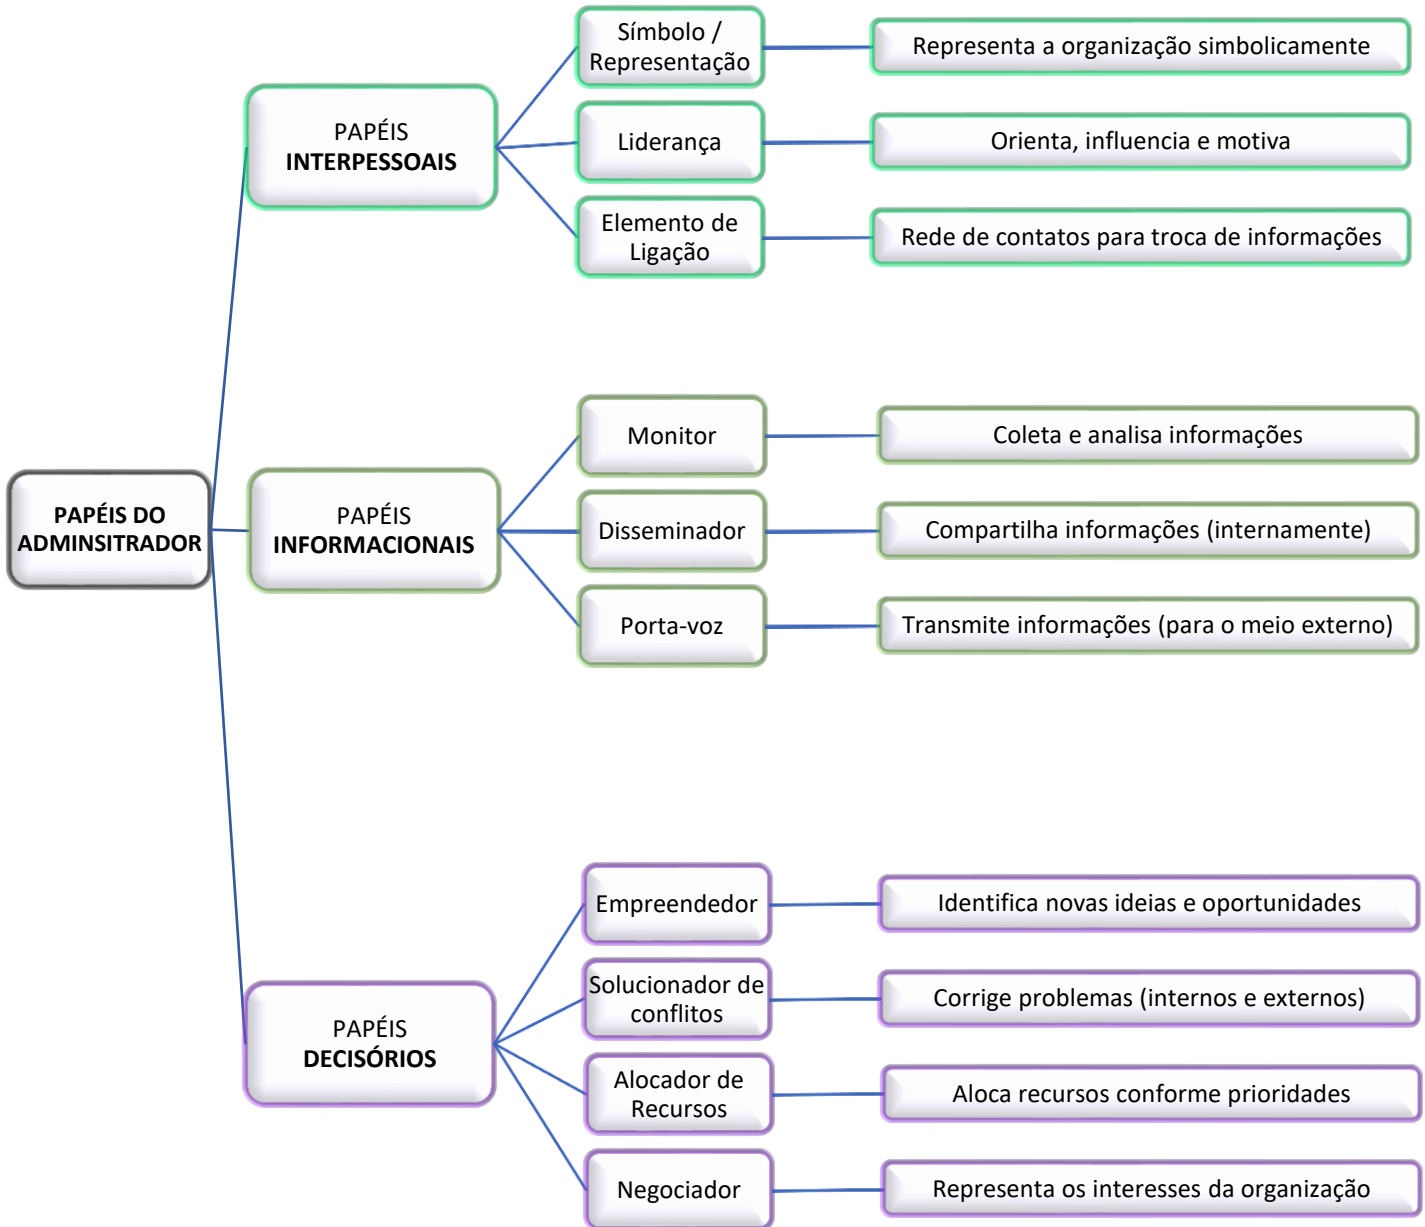 PAPÉIS DO
ADMINSITRADOR
PAPÉIS
INTERPESSOAIS
Símbolo /
Representação
Representa a organização simbolicamente
Liderança
Orienta, influencia e motiva
Elemento de
Ligação
Rede de contatos para troca de informações
PAPÉIS
INFORMACIONAIS
Monitor
Coleta e analisa informações
Disseminador
Compartilha informações (internamente)
Porta-voz
Transmite informações (para o meio externo)
PAPÉIS
DECISÓRIOS
Empreendedor
Identifica novas ideias e oportunidades
Solucionador de
conflitos
Corrige problemas (internos e externos)
Alocador de
Recursos
Aloca recursos conforme prioridades
Negociador
Representa os interesses da organização